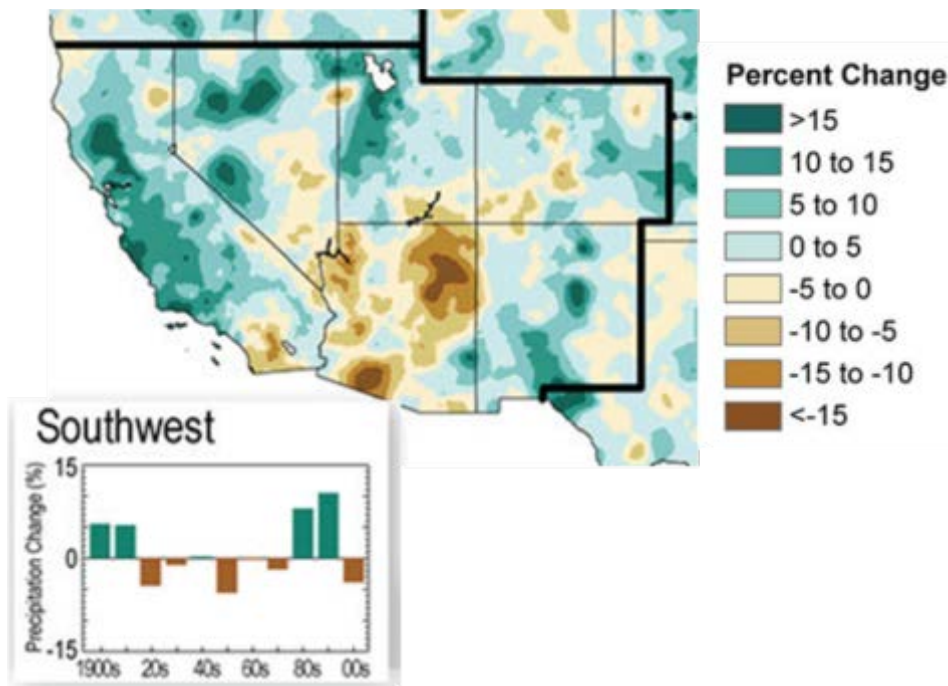 Percent Change
>15
10 to 15
5 to 10
0 to 5
-5 to 0
-10 to -5
-15 to -10
<-15
Southwest
Precipitation Change (%)
15
0
-15
1900s 20s 40s 60s 80s 00s